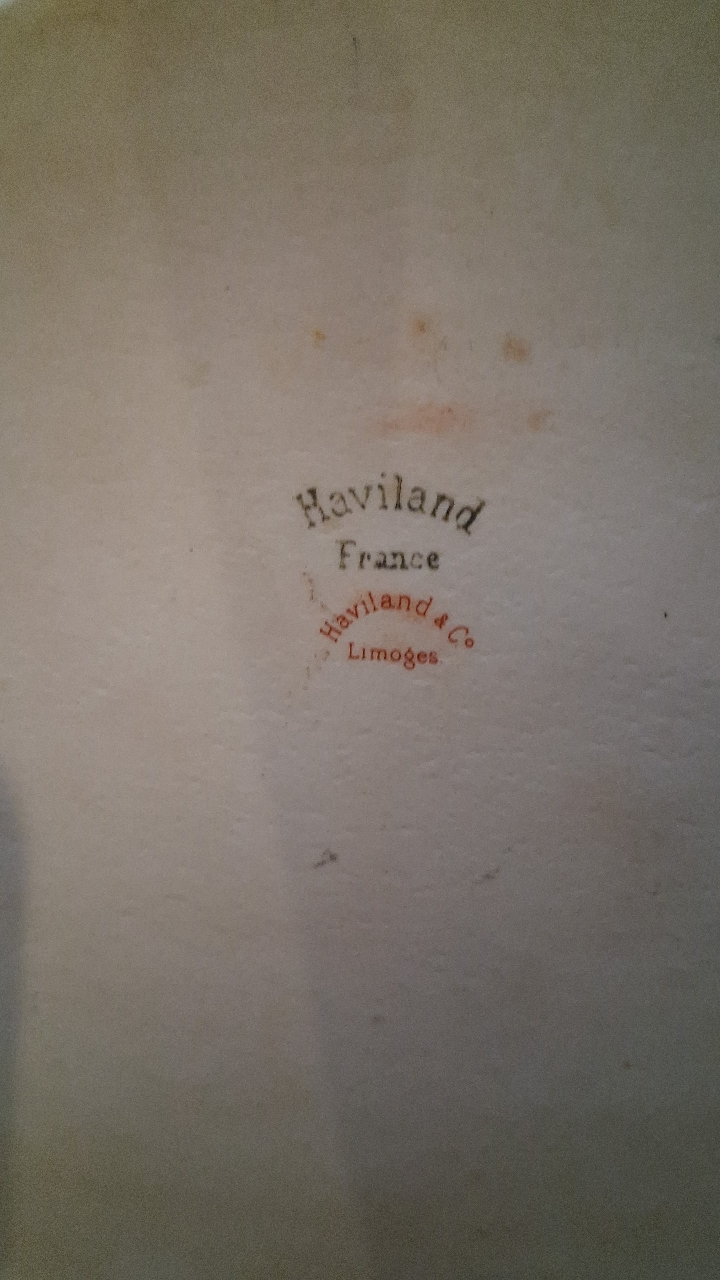 Haviland
France
Haviland & Co
Limoges